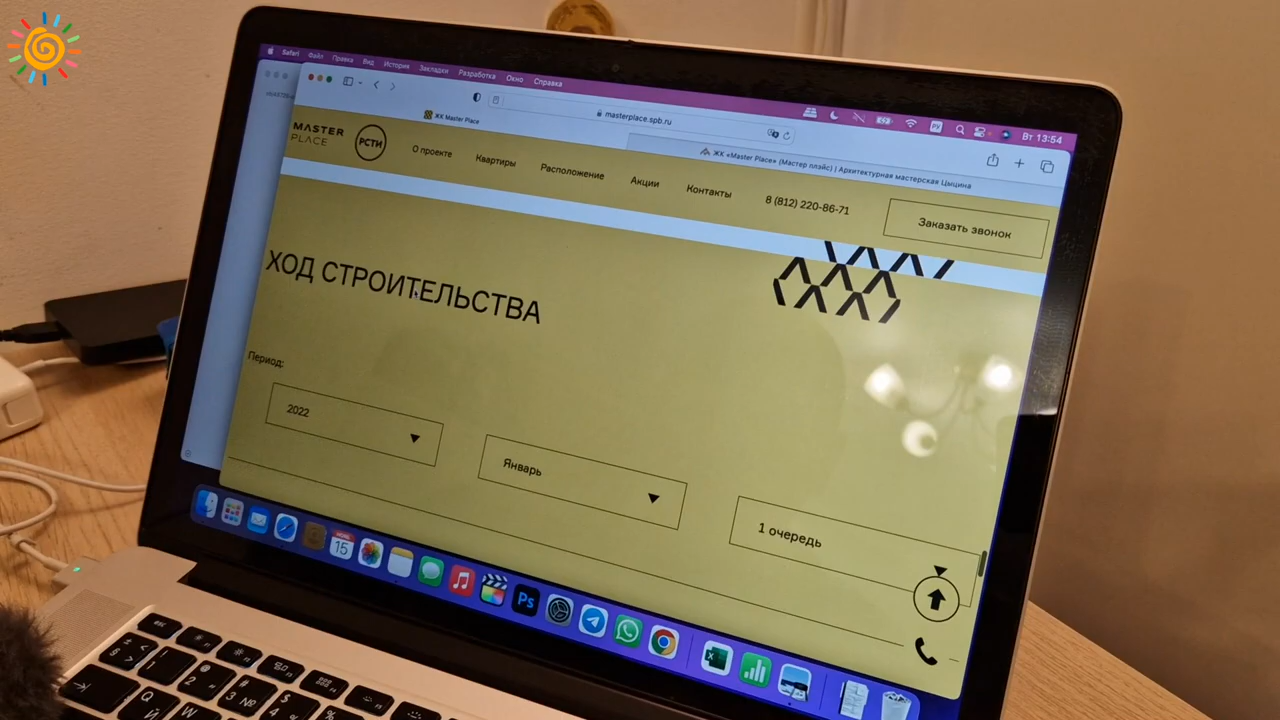 Safari Файл Правка Вид История Закладки Разработка Окно Справка
РУ
Вт 13:54
masterplace.spb.ru
ЖК Master Place
ЖК «Master Place» (Мастер плэйс) | Архитектурная мастерская Цыцина
MASTER
PLACE
РСТИ
О проекте Квартиры Расположение Акции Контакты 8 (812) 220-86-71 Заказать звонок
ХОД СТРОИТЕЛЬСТВА
Период:
2022
Январь
1 очередь
15
Ps